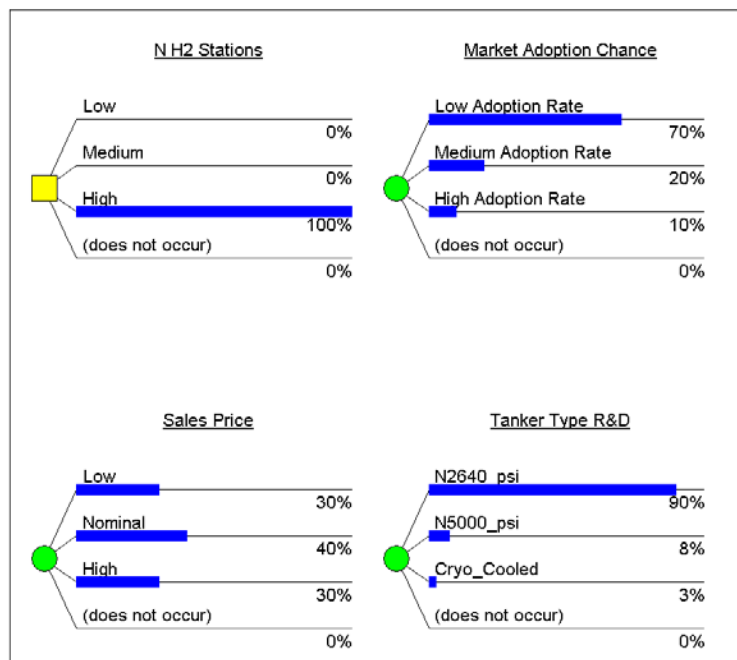 N H2 Stations
Low
0%
Medium
0%
High
100%
(does not occur)
0%
Market Adoption Chance
Low Adoption Rate
70%
Medium Adoption Rate
20%
High Adoption Rate
10%
(does not occur)
0%
Sales Price
Low
30%
Nominal
40%
High
30%
(does not occur)
0%
Tanker Type R&D
N2640_psi
90%
N5000_psi
8%
Cryo_Cooled
3%
(does not occur)
0%